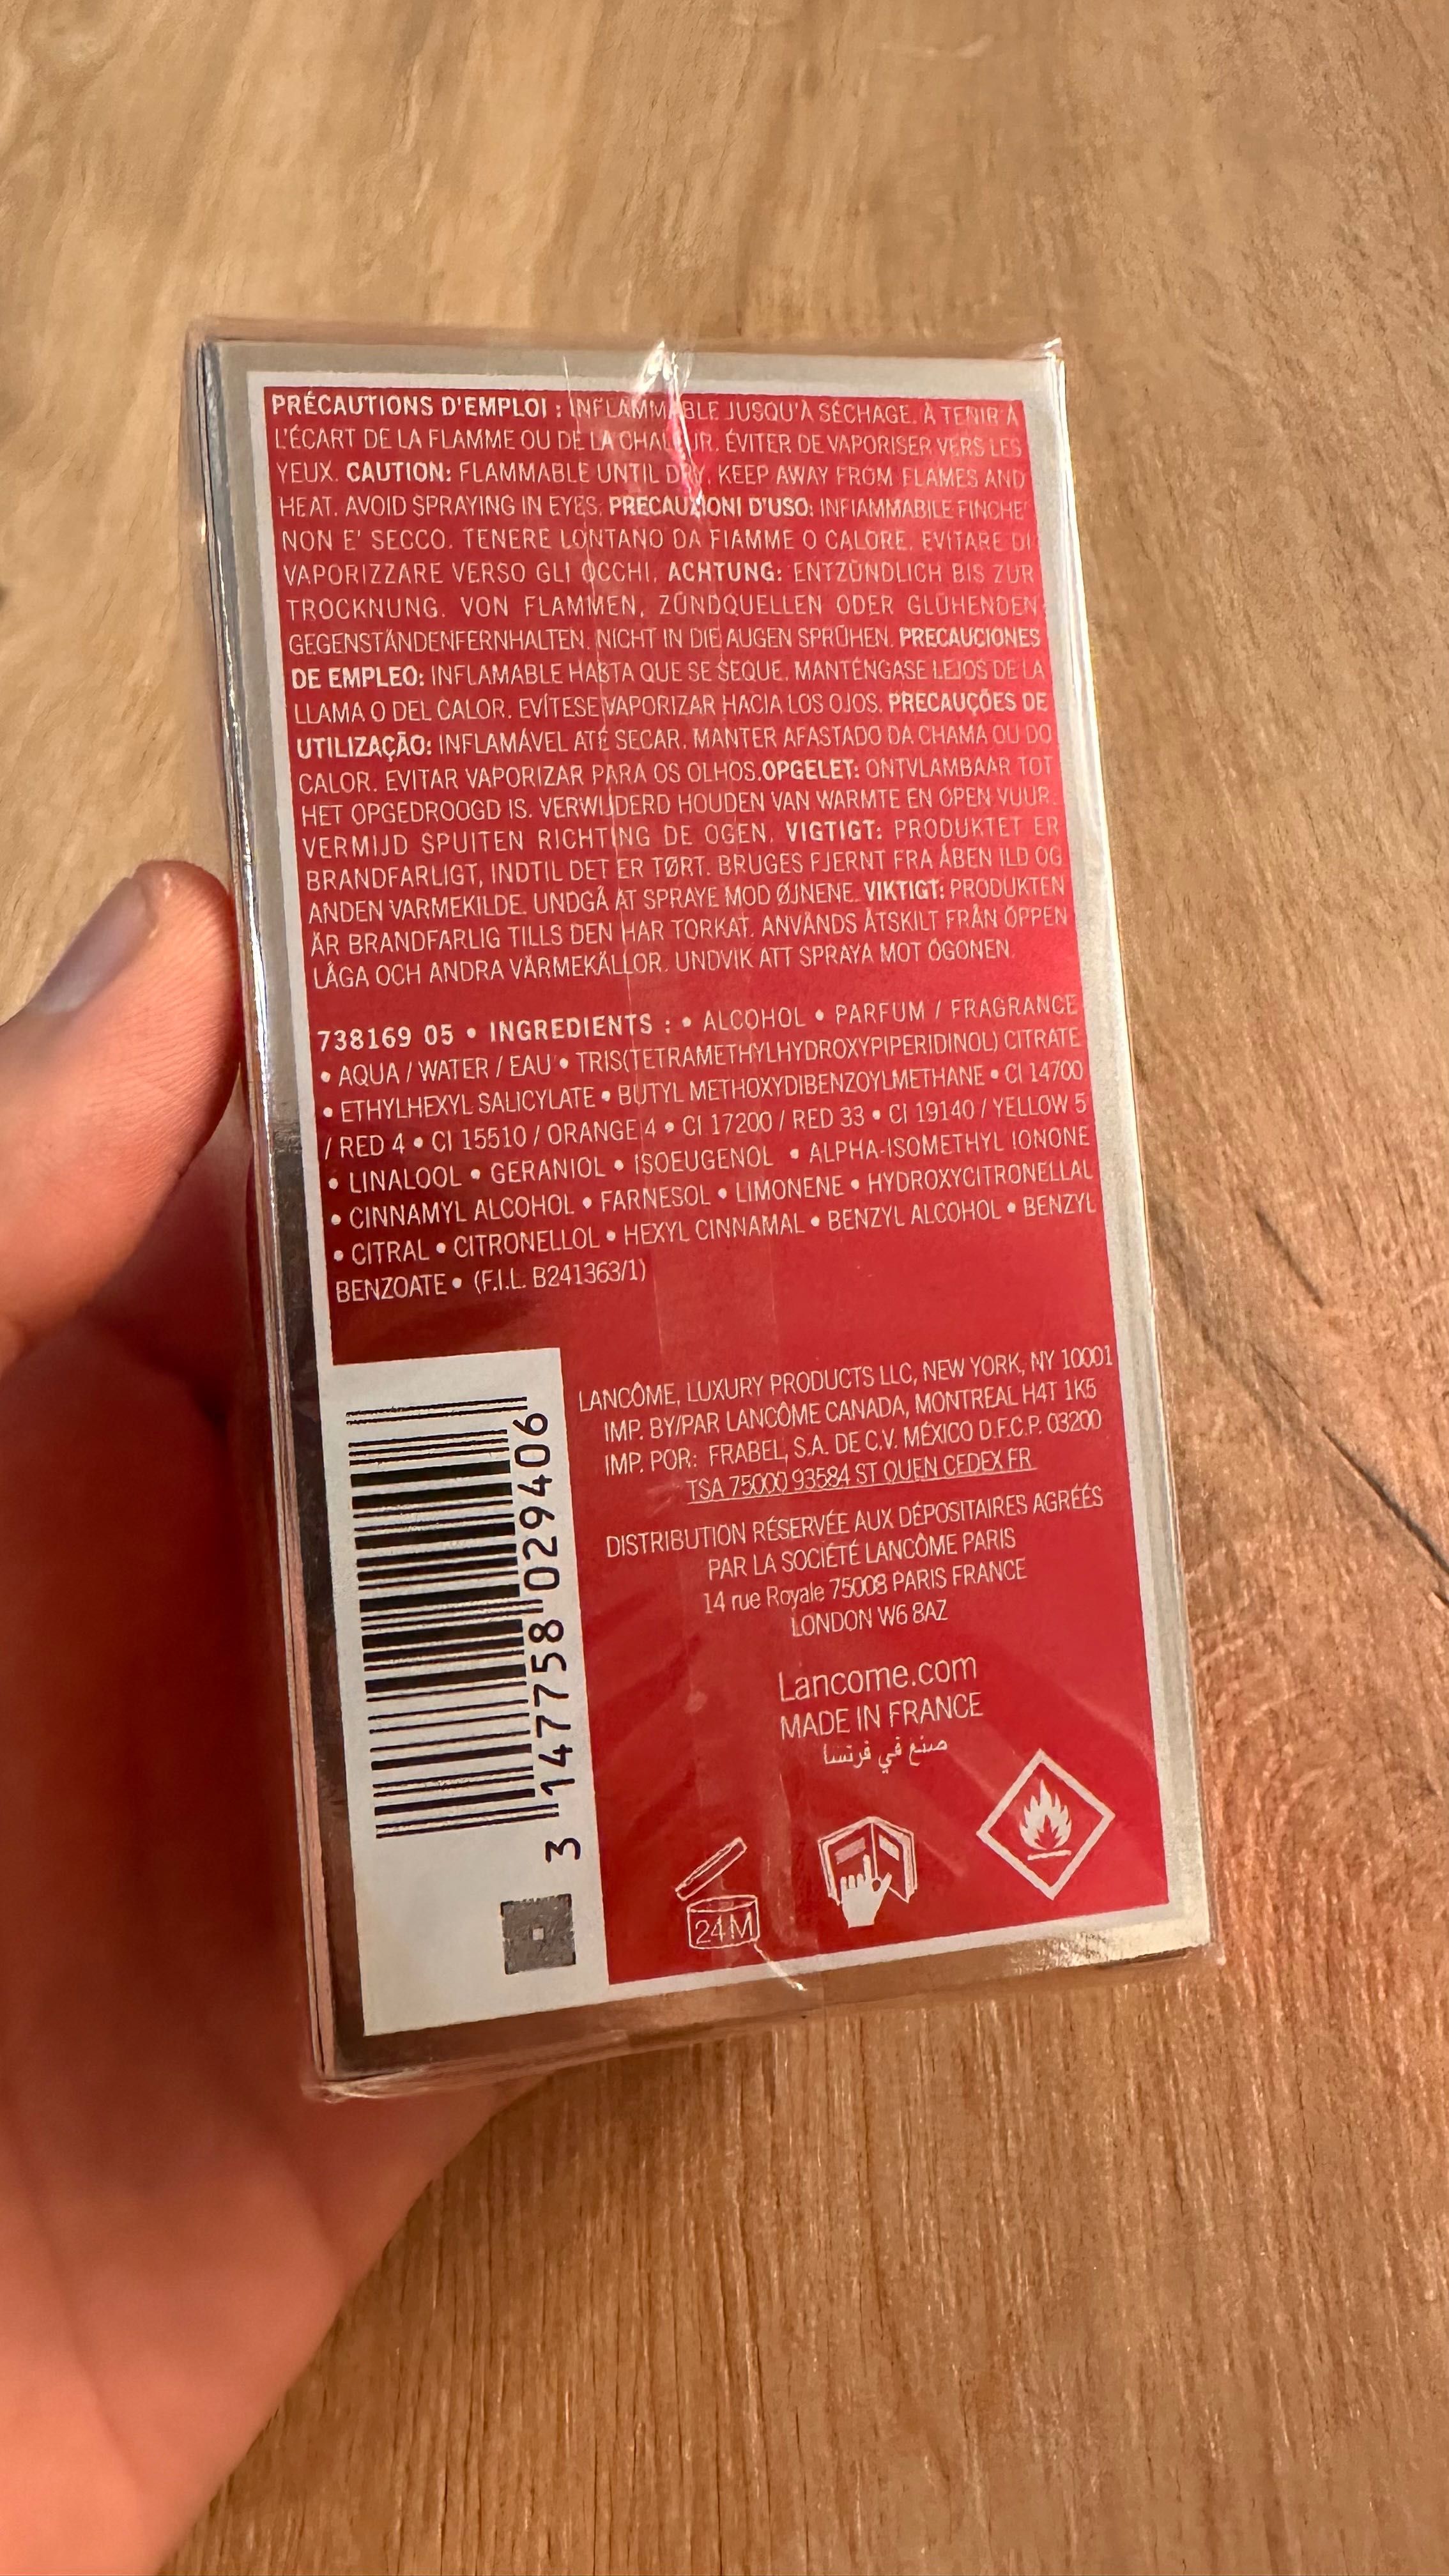 PRÉCAUTIONS D'EMPLOI : INFLAMMABLE JUSQU'À SÉCHAGE. À TENIR À
L'ÉCART DE LA FLAMME OU DE LA CHALEUR. ÉVITER DE VAPORISER VERS LES
YEUX. CAUTION: FLAMMABLE UNTIL DRY. KEEP AWAY FROM FLAMES AND
HEAT. AVOID SPRAYING IN EYES. PRECAUZIONI D'USO: INFIAMMABILE FINCHE'
NON E' SECCO. TENERE LONTANO DA FIAMME O CALORE. EVITARE DI
VAPORIZZARE VERSO GLI OCCHI. ACHTUNG: ENTZÜNDLICH BIS ZUR
TROCKNUNG. VON FLAMMEN, ZÜNDQUELLEN ODER GLÜHENDEN
GEGENSTÄNDENFERNHALTEN. NICHT IN DIE AUGEN SPRÜHEN. PRECAUCIONES
DE EMPLEO: INFLAMABLE HASTA QUE SE SEQUE. MANTÉNGASE LEJOS DE LA
LLAMA O DEL CALOR. EVÍTESE VAPORIZAR HACIA LOS OJOS. PRECAUÇÕES DE
UTILIZAÇÃO: INFLAMÁVEL ATÉ SECAR. MANTER AFASTADO DA CHAMA OU DO
CALOR. EVITAR VAPORIZAR PARA OS OLHOS.OPGELET: ONTVLAMBAAR TOT
HET OPGEDROOGD IS. VERWIJDERD HOUDEN VAN WARMTE EN OPEN VUUR.
VERMIJD SPUITEN RICHTING DE OGEN. VIGTIGT: PRODUKTET ER
BRANDFARLIGT, INDTIL DET ER TØRT. BRUGES FJERNT FRA ÅBEN ILD OG
ANDEN VARMEKILDE. UNDGÅ AT SPRAYE MOD ØJNENE. VIKTIGT: PRODUKTEN
ÄR BRANDFARLIG TILLS DEN HAR TORKAT. ANVÄNDS ÅTSKILT FRÅN ÖPPEN
LÅGA OCH ANDRA VÄRMEKÄLLOR. UNDVIK ATT SPRAYA MOT ÖGONEN.
738169 05 • INGREDIENTS : • ALCOHOL • PARFUM / FRAGRANCE
• AQUA / WATER / EAU • TRIS(TETRAMETHYLHYDROXYPIPERIDINOL) CITRATE
• ETHYLHEXYL SALICYLATE • BUTYL METHOXYDIBENZOYLMETHANE • CI 14700
/ RED 4 • CI 15510 / ORANGE 4 • CI 17200 / RED 33 • CI 19140 / YELLOW 5
• LINALOOL • GERANIOL • ISOEUGENOL • ALPHA-ISOMETHYL IONONE
• CINNAMYL ALCOHOL • FARNESOL • LIMONENE • HYDROXYCITRONELLAL
• CITRAL • CITRONELLOL • HEXYL CINNAMAL • BENZYL ALCOHOL • BENZYL
BENZOATE • (F.I.L. B241363/1)
LANCÔME, LUXURY PRODUCTS LLC, NEW YORK, NY 10001
IMP. BY/PAR LANCÔME CANADA, MONTREAL H4T 1K5
IMP. POR: FRABEL, S.A. DE C.V. MÉXICO D.F.C.P. 03200
TSA 75000 93584 ST OUEN CEDEX FR
DISTRIBUTION RÉSERVÉE AUX DÉPOSITAIRES AGRÉÉS
PAR LA SOCIÉTÉ LANCÔME PARIS
14 rue Royale 75008 PARIS FRANCE
LONDON W6 8AZ
Lancome.com
MADE IN FRANCE
صنع في فرنسا
3 147758 029406
24M